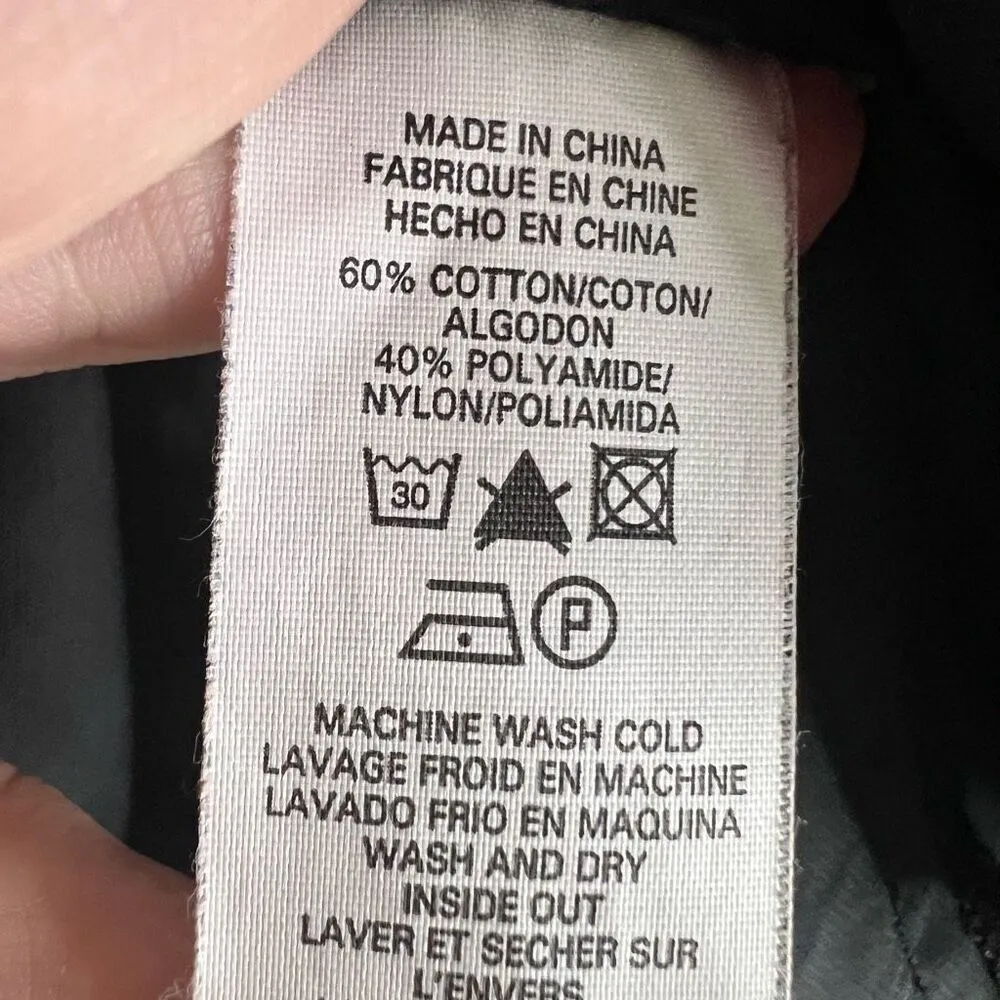 MADE IN CHINA
FABRIQUE EN CHINE
HECHO EN CHINA
60% COTTON/COTON/
ALGODON
40% POLYAMIDE/
NYLON/POLIAMIDA
30
P
MACHINE WASH COLD
LAVAGE FROID EN MACHINE
LAVADO FRIO EN MAQUINA
WASH AND DRY
INSIDE OUT
LAVER ET SECHER SUR
L'ENVERS